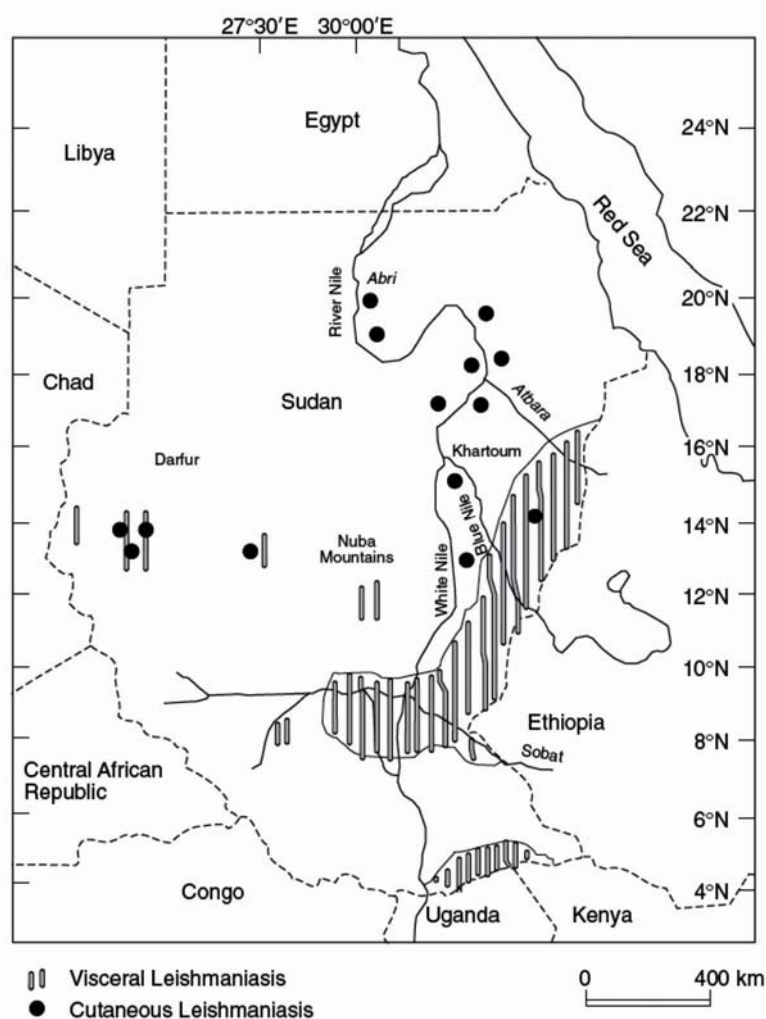 27°30'E 30°00'E
Egypt
24°N
Libya
22°N
Red Sea
Abri
River Nile
20°N
Chad
18°N
Sudan
Atbara
Khartoum
16°N
Darfur
Blue Nile
14°N
Nuba
Mountains
White Nile
12°N
10°N
Ethiopia
8°N
Sobat
Central African
Republic
6°N
Congo
4°N
Uganda
Kenya
Visceral Leishmaniasis
Cutaneous Leishmaniasis
0 400 km